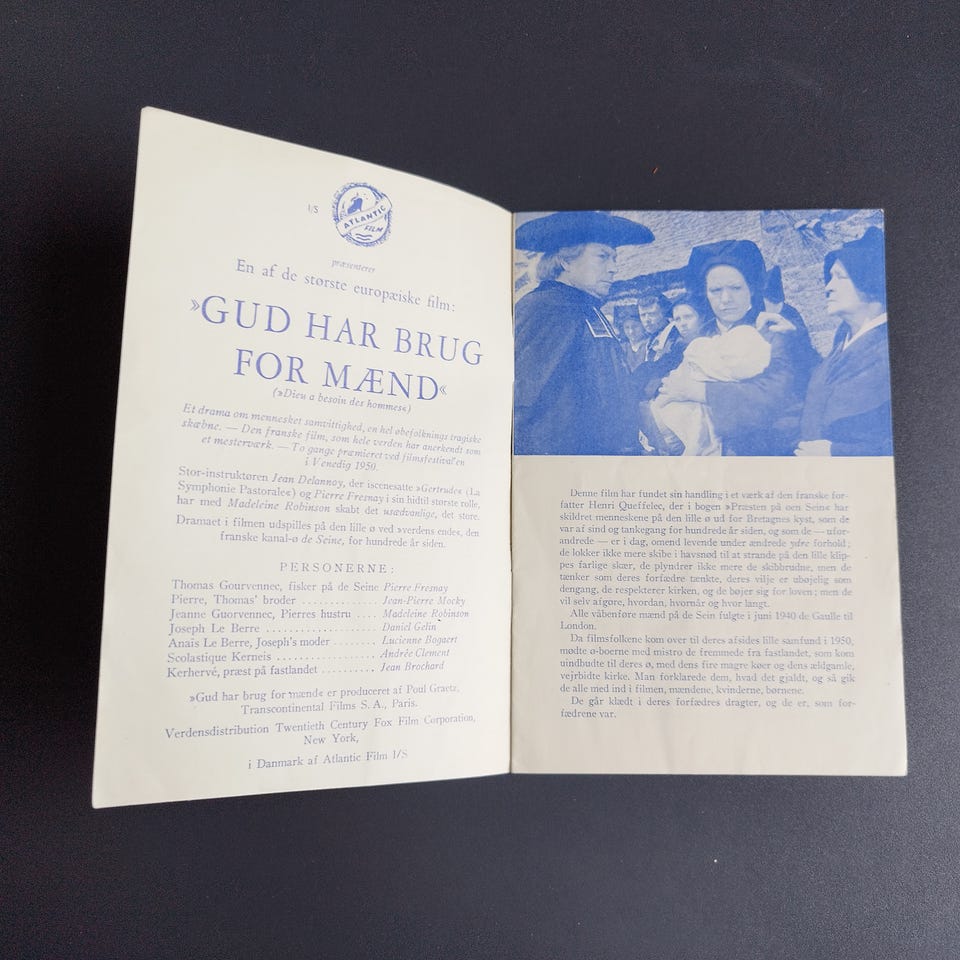 I/S
ATLANTIC
FILM
præsenterer
En af de største europæiske film:
»GUD HAR BRUG
FOR MÆND«
(»Dieu a besoin des hommes«)
Et drama om mennesket samvittighed, en hel øbefolknings tragiske
skæbne. — Den franske film, som hele verden har anerkendt som
et mesterværk. — To gange præmieret ved filmsfestival'en
i Venedig 1950.
Stor-instruktøren Jean Delannoy, der iscenesatte »Gertrude« (La
Symphonie Pastorale«) og Pierre Fresnay i sin hidtil største rolle,
har med Madeleine Robinson skabt det usædvanlige, det store.
Dramaet i filmen udspilles på den lille ø ved »verdens ende«, den
franske kanal-ø de Seine, for hundrede år siden.
PERSONERNE:
Thomas Gourvennec, fisker på de Seine Pierre Fresnay
Pierre, Thomas' broder .............. Jean-Pierre Mocky
Jeanne Guorvennec, Pierres hustru .... Madeleine Robinson
Joseph Le Berre ...................... Daniel Gelin
Anais Le Berre, Joseph's moder ........ Lucienne Bogaert
Scolastique Kerneis .................. Andrée Clement
Kerhervé, præst på fastlandet .......... Jean Brochard
»Gud har brug for mænd« er produceret af Poul Graetz,
Transcontinental Films S. A., Paris.
Verdensdistribution Twentieth Century Fox Film Corporation,
New York,
i Danmark af Atlantic Film I/S
Denne film har fundet sin handling i et værk af den franske for-
fatter Henri Queffelec, der i bogen »Præsten på øen Seine« har
skildret menneskene på den lille ø ud for Bretagnes kyst, som de
var af sind og tankegang for hundrede år siden, og som de — ufor-
andrede — er i dag, omend levende under ændrede ydre forhold;
de lokker ikke mere skibe i havsnød til at strande på den lille klip-
pes farlige skær, de plyndrer ikke mere de skibbrudne, men de
tænker som deres forfædre tænkte, deres vilje er ubøjelig som
dengang, de respekterer kirken, og de bøjer sig for loven; men de
vil selv afgøre, hvordan, hvornår og hvor langt.
Alle våbenføre mænd på de Sein fulgte i juni 1940 de Gaulle til
London.
Da filmsfolkene kom over til deres afsides lille samfund i 1950,
mødte ø-boerne med mistro de fremmede fra fastlandet, som kom
uindbudte til deres ø, med dens fire magre køer og dens ældgamle,
vejrbidte kirke. Man forklarede dem, hvad det gjaldt, og så gik
de alle med ind i filmen, mændene, kvinderne, børnene.
De går klædt i deres forfædres dragter, og de er, som for-
fædrene var.